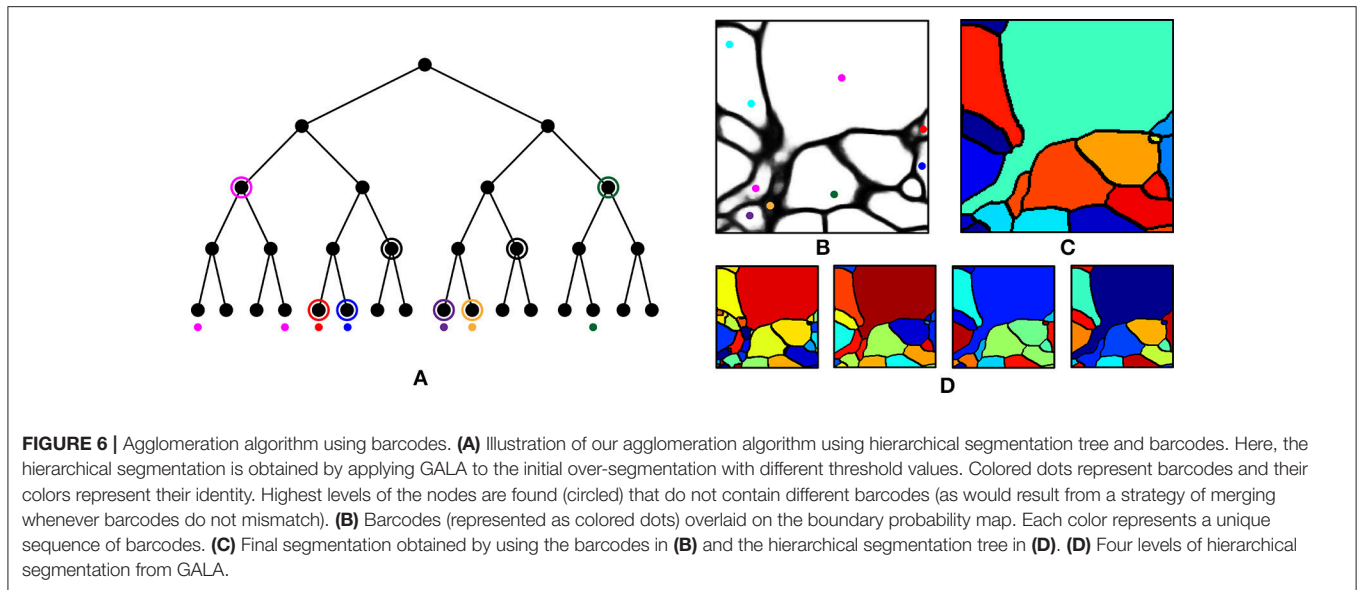 A
B
C
D
FIGURE 6 | Agglomeration algorithm using barcodes. (A) Illustration of our agglomeration algorithm using hierarchical segmentation tree and barcodes. Here, the
hierarchical segmentation is obtained by applying GALA to the initial over-segmentation with different threshold values. Colored dots represent barcodes and their
colors represent their identity. Highest levels of the nodes are found (circled) that do not contain different barcodes (as would result from a strategy of merging
whenever barcodes do not mismatch). (B) Barcodes (represented as colored dots) overlaid on the boundary probability map. Each color represents a unique
sequence of barcodes. (C) Final segmentation obtained by using the barcodes in (B) and the hierarchical segmentation tree in (D). (D) Four levels of hierarchical
segmentation from GALA.